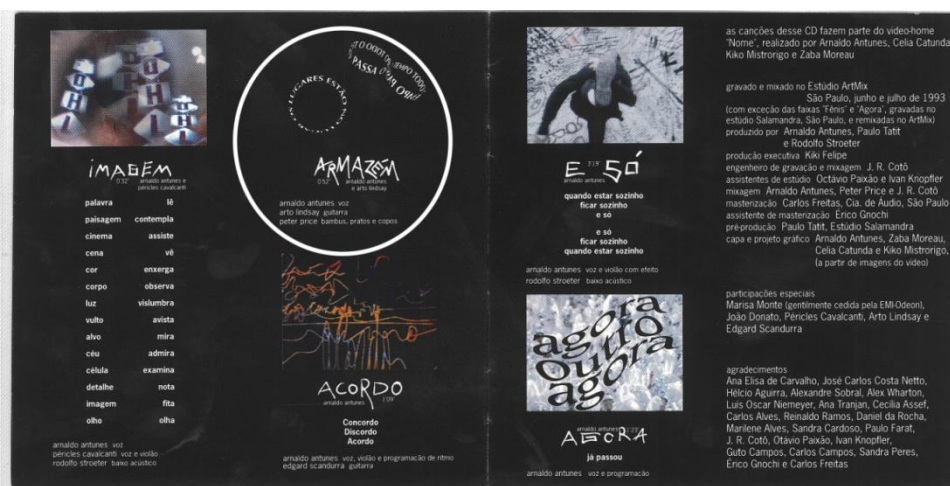 IMAGEM
0'32" arnaldo antunes e
péricles cavalcanti
palavra lê
paisagem contempla
cinema assiste
cena vê
cor enxerga
corpo observa
luz vislumbra
vulto avista
alvo mira
céu admira
célula examina
detalhe nota
imagem fita
olho olha
arnaldo antunes voz
péricles cavalcanti voz e violão
rodolfo stroeter baixo acústico
O TEMPO TODO
PASSA
LUGARES ESTÃO
ARMAZÉM
0'52" arnaldo antunes
e arto lindsay
arnaldo antunes voz
arto lindsay guitarra
peter price bambus, pratos e copos
ACORDO
arnaldo antunes 1'09"
Concordo
Discordo
Acordo
arnaldo antunes voz, violão e programação de ritmo
edgard scandurra guitarra
E SÓ
arnaldo antunes
quando estar sozinho
ficar sozinho
e só
e só
ficar sozinho
quando estar sozinho
arnaldo antunes voz e violão com efeito
rodolfo stroeter baixo acústico
agora
outro
agora
AGORA
arnaldo antunes
já passou
arnaldo antunes voz e programação
as canções desse CD fazem parte do video-home
"Nome", realizado por Arnaldo Antunes, Celia Catunda
Kiko Mistrorigo e Zaba Moreau
gravado e mixado no Estúdio ArtMix
São Paulo, junho e julho de 1993
(com exceção das faixas "Fênis" e "Agora", gravadas no
estúdio Salamandra, São Paulo, e remixadas no ArtMix)
produzido por Arnaldo Antunes, Paulo Tatit
e Rodolfo Stroeter
produção executiva Kiki Felipe
engenheiro de gravação e mixagem J. R. Cotô
assistentes de estúdio Octávio Paixão e Ivan Knopfler
mixagem Arnaldo Antunes, Peter Price e J. R. Cotô
masterização Carlos Freitas, Cia. de Áudio, São Paulo
assistente de masterização Érico Gnochi
pré-produção Paulo Tatit, Estúdio Salamandra
capa e projeto gráfico Arnaldo Antunes, Zaba Moreau,
Celia Catunda e Kiko Mistrorigo,
(a partir de imagens do vídeo)
participações especiais
Marisa Monte (gentilmente cedida pela EMI-Odeon),
João Donato, Péricles Cavalcanti, Arto Lindsay e
Edgard Scandurra
agradecimentos
Ana Elisa de Carvalho, José Carlos Costa Netto,
Hélcio Aguirra, Alexandre Sobral, Alex Wharton,
Luis Oscar Niemeyer, Ana Tranjan, Cecília Assef,
Carlos Alves, Reinaldo Ramos, Daniel da Rocha,
Marilene Alves, Sandra Cardoso, Paulo Farat,
J. R. Cotô, Otávio Paixão, Ivan Knopfler,
Guto Campos, Carlos Campos, Sandra Peres,
Érico Gnochi e Carlos Freitas